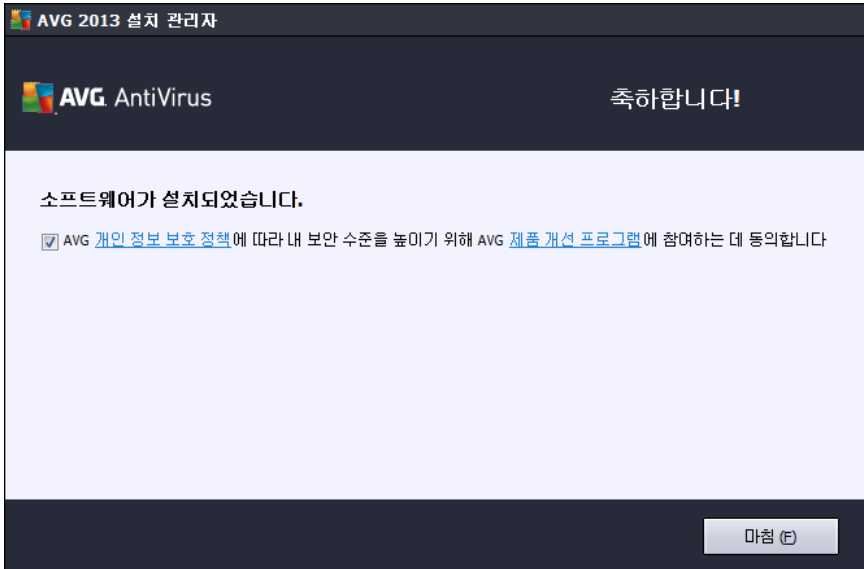 AVG 2013 설치 관리자
AVG. AntiVirus
축하합니다!
소프트웨어가 설치되었습니다.
AVG 개인 정보 보호 정책에 따라 내 보안 수준을 높이기 위해 AVG 제품 개선 프로그램에 참여하는 데 동의합니다
마침 (F)